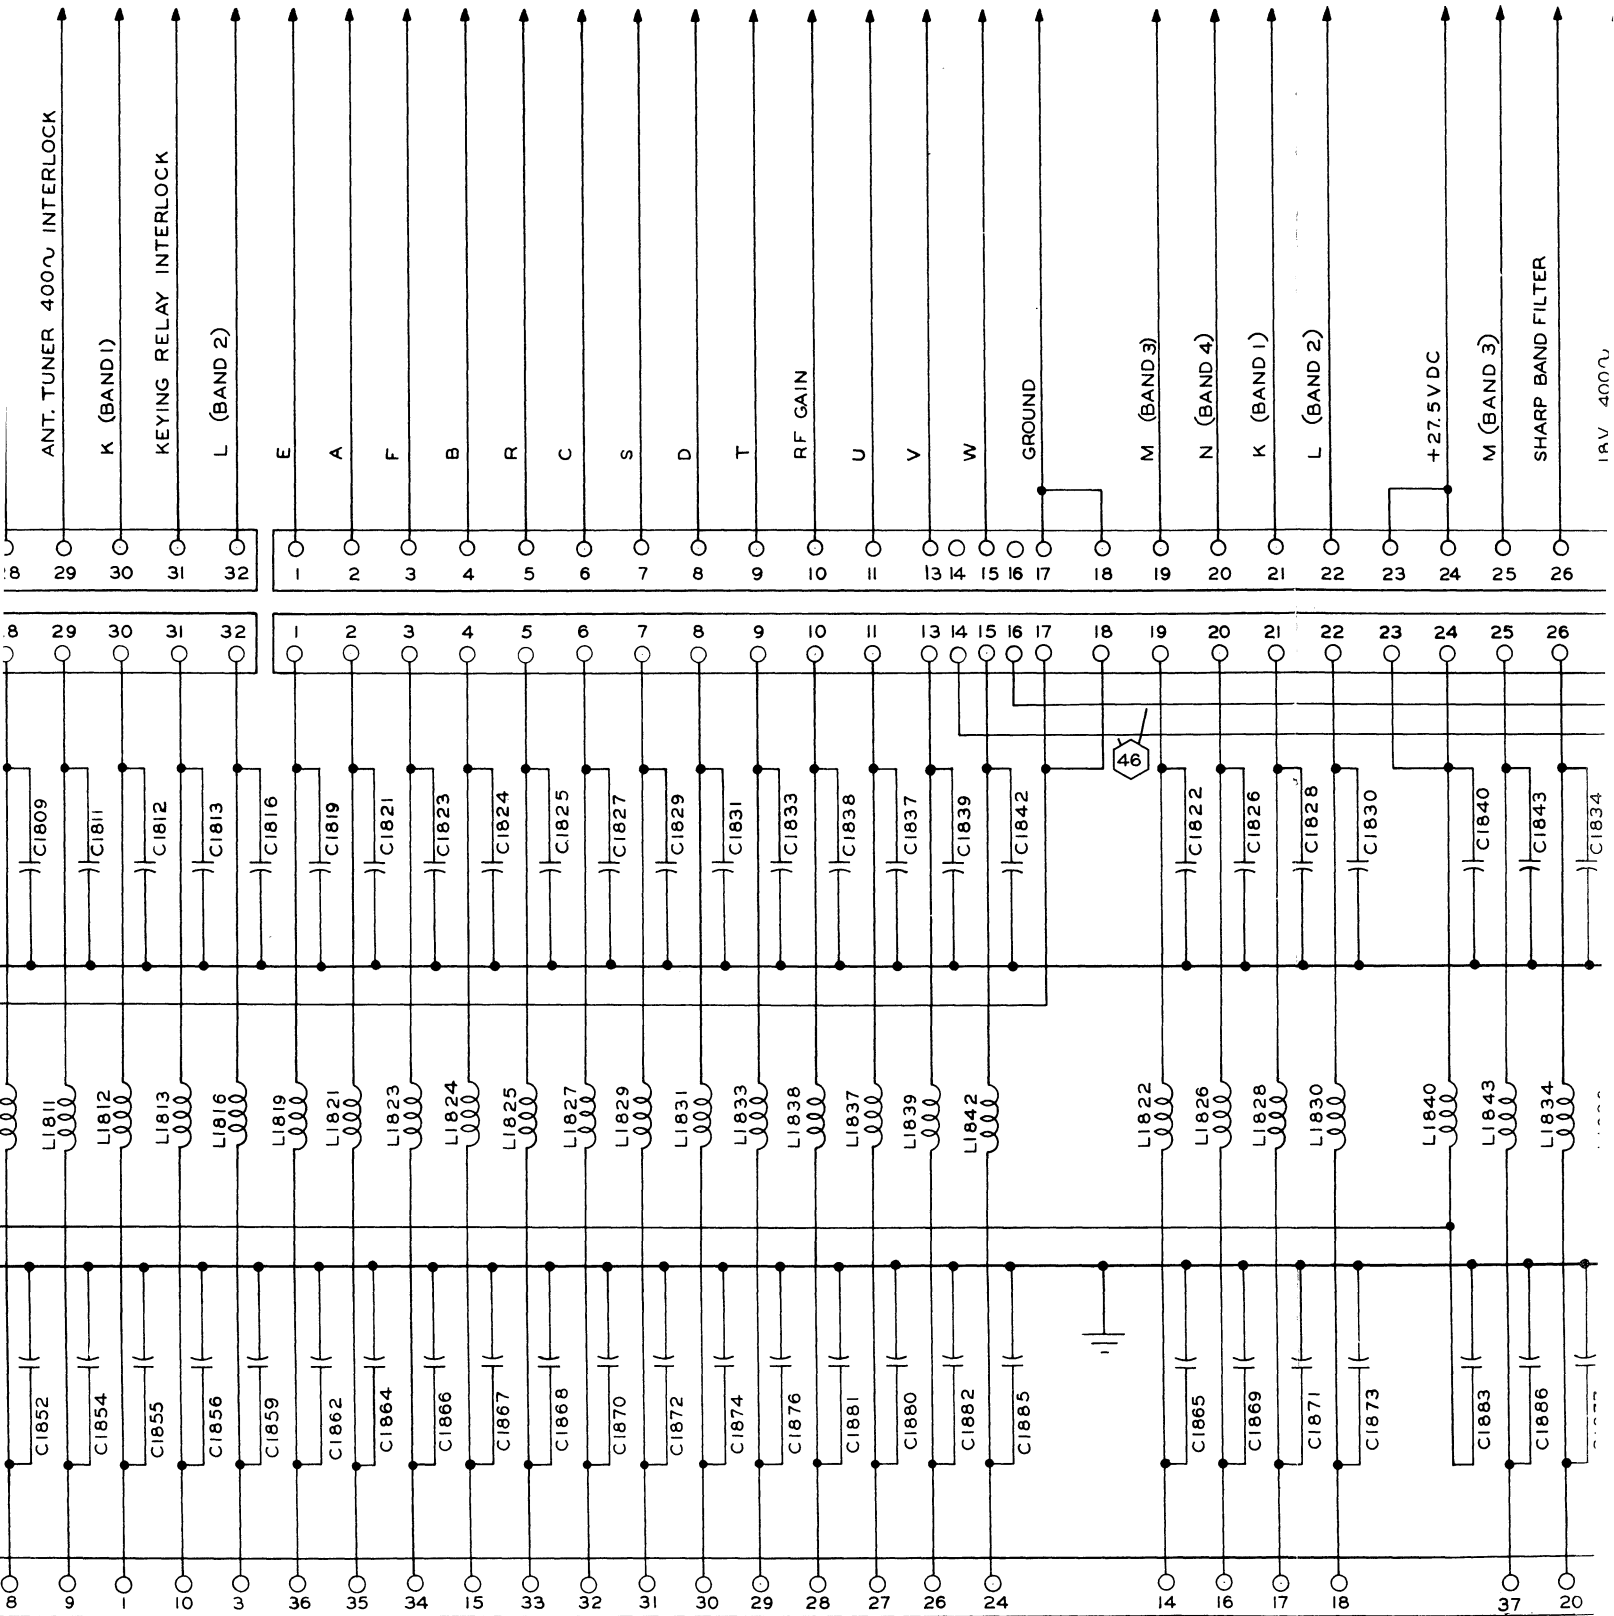 ANT. TUNER 400∿ INTERLOCK
K (BAND 1)
KEYING RELAY INTERLOCK
L (BAND 2)
E
A
F
B
R
C
S
D
T
RF GAIN
U
V
W
GROUND
M (BAND 3)
N (BAND 4)
K (BAND 1)
L (BAND 2)
+27.5 V DC
M (BAND 3)
SHARP BAND FILTER
18V 400∿
29 30 31 32 1 2 3 4 5 6 7 8 9 10 11 13 14 15 16 17 18 19 20 21 22 23 24 25 26
29 30 31 32 1 2 3 4 5 6 7 8 9 10 11 13 14 15 16 17 18 19 20 21 22 23 24 25 26
46
C1809 C1811 C1812 C1813 C1816 C1819 C1821 C1823 C1824 C1825 C1827 C1829 C1831 C1833 C1838 C1837 C1839 C1842 C1822 C1826 C1828 C1830 C1840 C1843 C1834
L1811 L1812 L1813 L1816 L1819 L1821 L1823 L1824 L1825 L1827 L1829 L1831 L1833 L1838 L1837 L1839 L1842 L1822 L1826 L1828 L1830 L1840 L1843 L1834
C1852 C1854 C1855 C1856 C1859 C1862 C1864 C1866 C1867 C1868 C1870 C1872 C1874 C1876 C1881 C1880 C1882 C1885 C1865 C1869 C1871 C1873 C1883 C1886
8 9 1 10 3 36 35 34 15 33 32 31 30 29 28 27 26 24 14 16 17 18 37 20